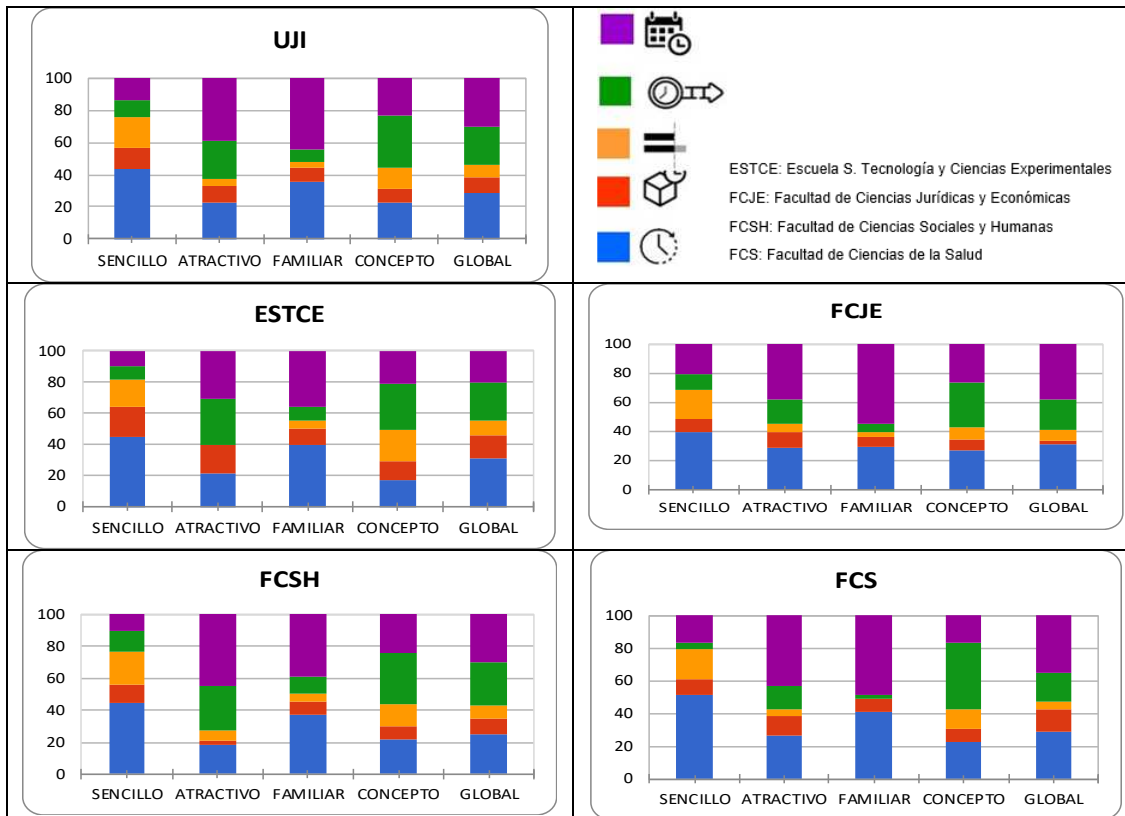 UJI
100
80
60
40
20
0
SENCILLO ATRACTIVO FAMILIAR CONCEPTO GLOBAL
ESTCE: Escuela S. Tecnología y Ciencias Experimentales
FCJE: Facultad de Ciencias Jurídicas y Económicas
FCSH: Facultad de Ciencias Sociales y Humanas
FCS: Facultad de Ciencias de la Salud
ESTCE
100
80
60
40
20
0
SENCILLO ATRACTIVO FAMILIAR CONCEPTO GLOBAL
FCJE
100
80
60
40
20
0
SENCILLO ATRACTIVO FAMILIAR CONCEPTO GLOBAL
FCSH
100
80
60
40
20
0
SENCILLO ATRACTIVO FAMILIAR CONCEPTO GLOBAL
FCS
100
80
60
40
20
0
SENCILLO ATRACTIVO FAMILIAR CONCEPTO GLOBAL